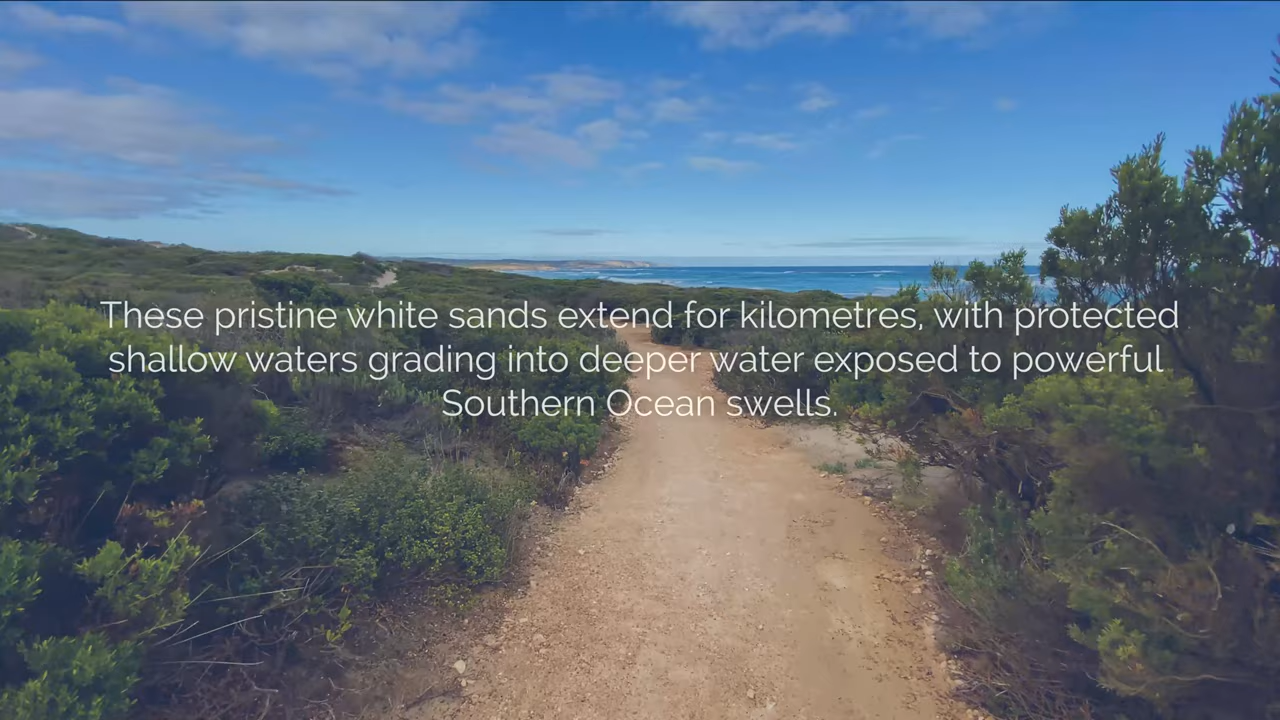 These pristine white sands extend for kilometres, with protected
shallow waters grading into deeper water exposed to powerful
Southern Ocean swells.